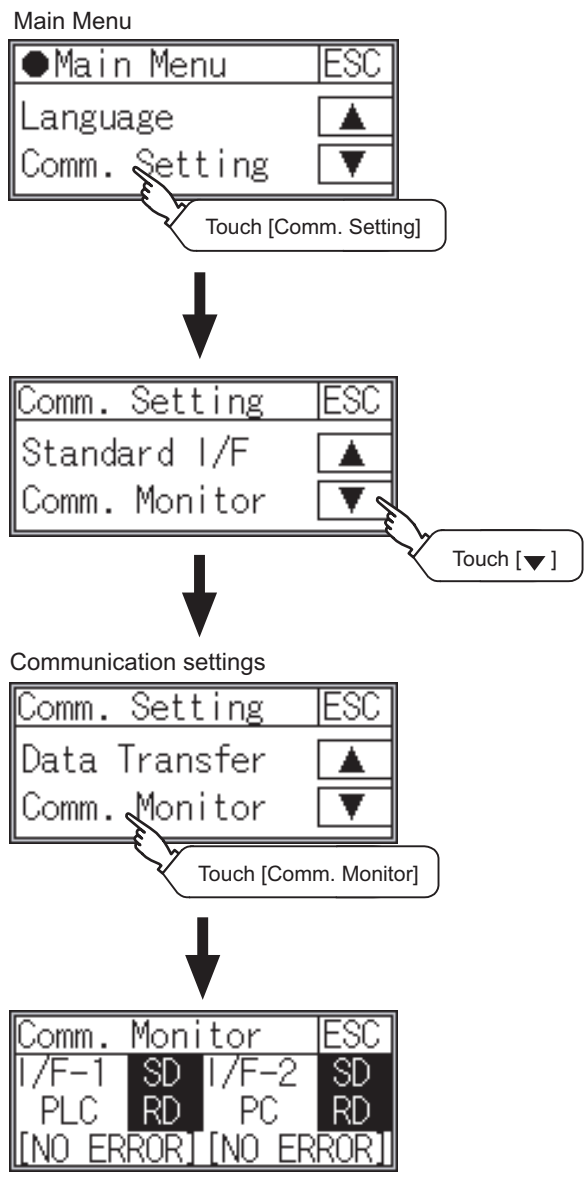 Main Menu
●Main Menu ESC
Language ▲
Comm. Setting ▼
Touch [Comm. Setting]
Comm. Setting ESC
Standard I/F ▲
Comm. Monitor ▼
Touch [▼]
Communication settings
Comm. Setting ESC
Data Transfer ▲
Comm. Monitor ▼
Touch [Comm. Monitor]
Comm. Monitor ESC
I/F-1 SD I/F-2 SD
PLC RD PC RD
[NO ERROR] [NO ERROR]